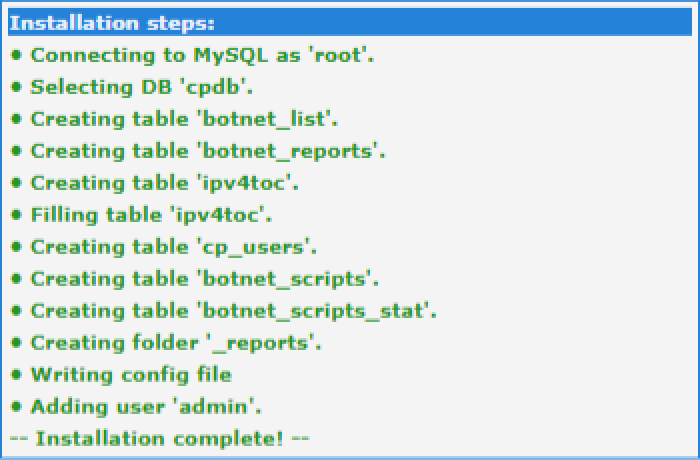 Installation steps:
• Connecting to MySQL as 'root'.
• Selecting DB 'cpdb'.
• Creating table 'botnet_list'.
• Creating table 'botnet_reports'.
• Creating table 'ipv4toc'.
• Filling table 'ipv4toc'.
• Creating table 'cp_users'.
• Creating table 'botnet_scripts'.
• Creating table 'botnet_scripts_stat'.
• Creating folder '_reports'.
• Writing config file
• Adding user 'admin'.
-- Installation complete! --